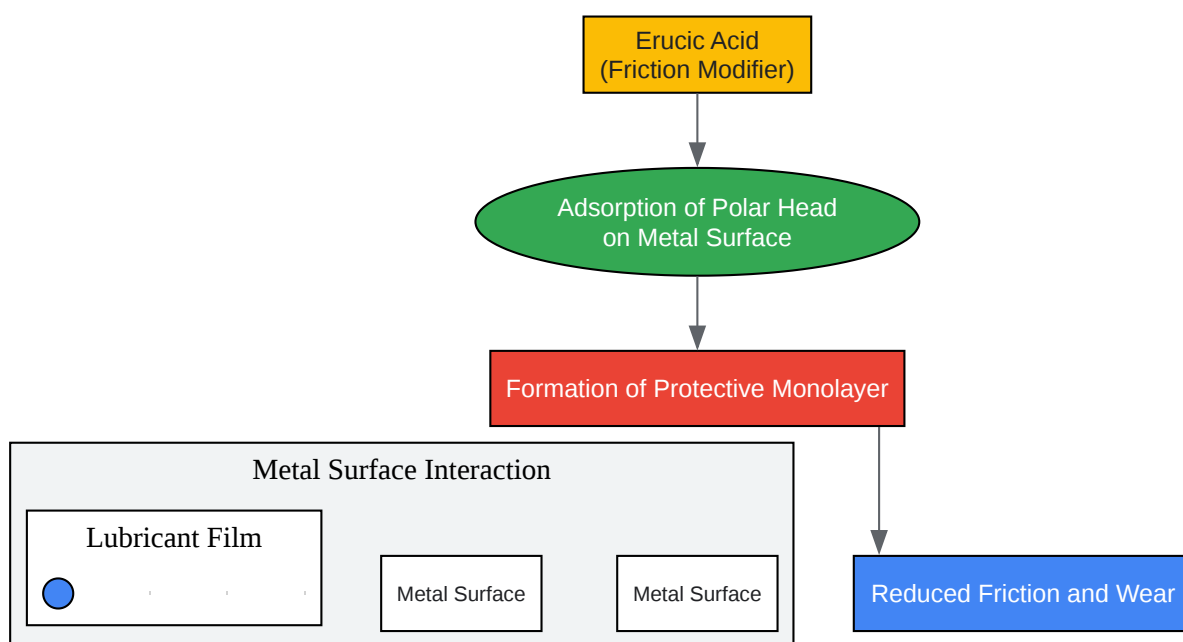 Erucic Acid
(Friction Modifier)
Adsorption of Polar Head
on Metal Surface
Formation of Protective Monolayer
Metal Surface Interaction
Lubricant Film
Metal Surface
Metal Surface
Reduced Friction and Wear